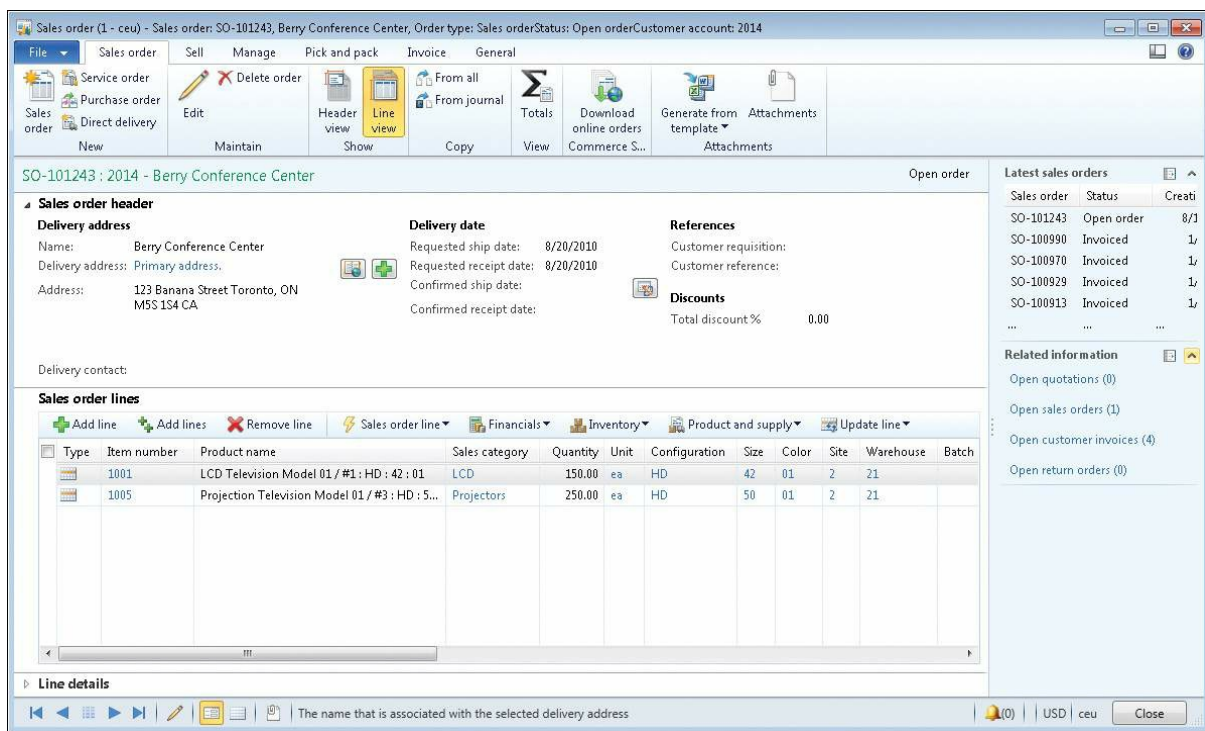 Sales order (1 - ceu) - Sales order: SO-101243, Berry Conference Center, Order type: Sales orderStatus: Open orderCustomer account: 2014
File Sales order Sell Manage Pick and pack Invoice General
Sales order
Service order
Purchase order
Direct delivery
New
Edit
Delete order
Maintain
Header view
Line view
Show
From all
From journal
Copy
Totals
View
Download online orders
Commerce S...
Generate from template
Attachments
Attachments
SO-101243 : 2014 - Berry Conference Center
Open order
Sales order header
Delivery address
Name: Berry Conference Center
Delivery address: Primary address.
Address: 123 Banana Street Toronto, ON
M5S 1S4 CA
Delivery contact:
Delivery date
Requested ship date: 8/20/2010
Requested receipt date: 8/20/2010
Confirmed ship date:
Confirmed receipt date:
References
Customer requisition:
Customer reference:
Discounts
Total discount % 0.00
Sales order lines
Add line Add lines Remove line Sales order line Financials Inventory Product and supply Update line
Type Item number Product name Sales category Quantity Unit Configuration Size Color Site Warehouse Batch
1001 LCD Television Model 01 / #1 : HD : 42 : 01 LCD 150.00 ea HD 42 01 2 21
1005 Projection Television Model 01 / #3 : HD : 5... Projectors 250.00 ea HD 50 01 2 21
Line details
Latest sales orders
Sales order Status Creati
SO-101243 Open order 8/1
SO-100990 Invoiced 1/
SO-100970 Invoiced 1/
SO-100929 Invoiced 1/
SO-100913 Invoiced 1/
... ... ...
Related information
Open quotations (0)
Open sales orders (1)
Open customer invoices (4)
Open return orders (0)
The name that is associated with the selected delivery address
(0) USD ceu Close